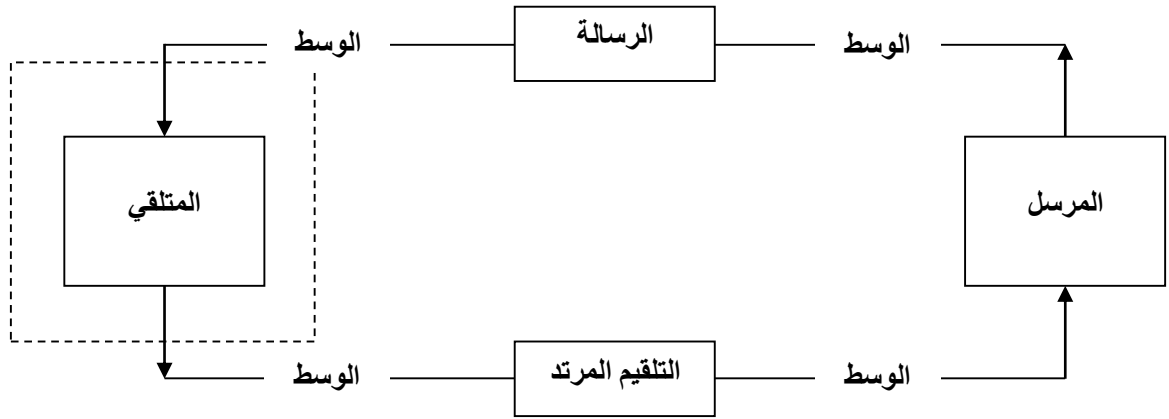 الوسط
الرسالة
الوسط
المرسل
المتلقي
الوسط
التلقيم المرتد
الوسط